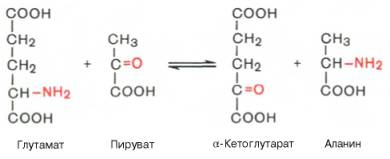 COOH
CH2
CH2
CH–NH2
COOH
Глутамат
+
CH3
C=O
COOH
Пируват
⇌
COOH
CH2
CH2
C=O
COOH
α-Кетоглутарат
+
CH3
CH–NH2
COOH
Аланин